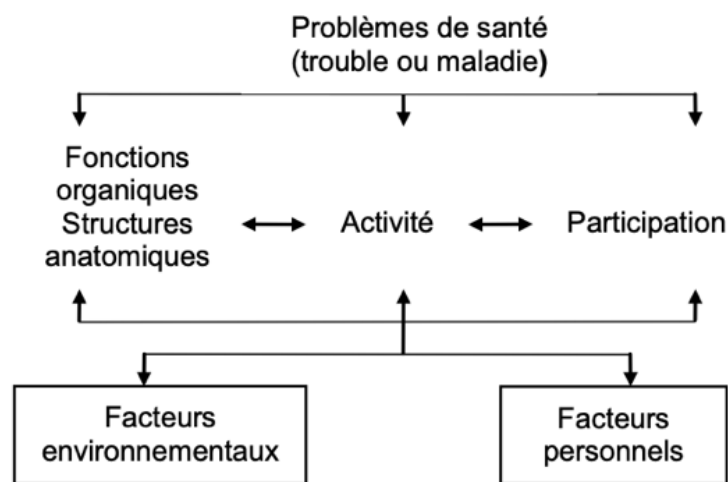 Problèmes de santé
(trouble ou maladie)
Fonctions
organiques
Structures
anatomiques
Activité
Participation
Facteurs
environnementaux
Facteurs
personnels